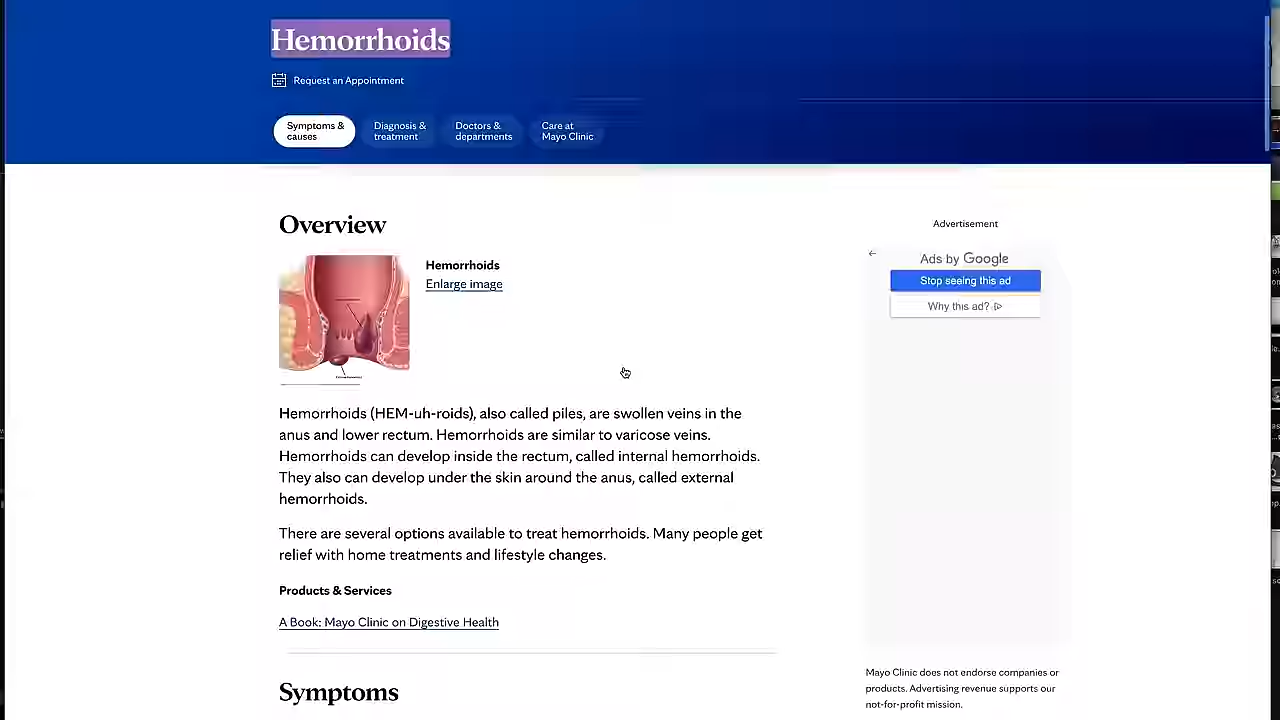 Hemorrhoids
Request an Appointment
Symptoms &
causes
Diagnosis &
treatment
Doctors &
departments
Care at
Mayo Clinic
Overview
Hemorrhoids
Enlarge image
Hemorrhoids (HEM-uh-roids), also called piles, are swollen veins in the
anus and lower rectum. Hemorrhoids are similar to varicose veins.
Hemorrhoids can develop inside the rectum, called internal hemorrhoids.
They also can develop under the skin around the anus, called external
hemorrhoids.
There are several options available to treat hemorrhoids. Many people get
relief with home treatments and lifestyle changes.
Products & Services
A Book: Mayo Clinic on Digestive Health
Symptoms
Advertisement
Ads by Google
Stop seeing this ad
Why this ad?
Mayo Clinic does not endorse companies or
products. Advertising revenue supports our
not-for-profit mission.